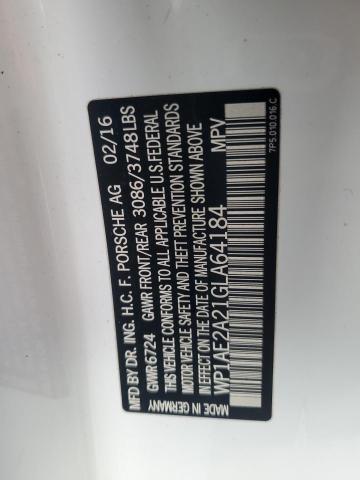 MFD BY DR. ING. H.C. F. PORSCHE AG 02/16
GVWR 6724 GAWR FRONT/REAR 3086/3748 LBS
THIS VEHICLE CONFORMS TO ALL APPLICABLE U.S.FEDERAL
MOTOR VEHICLE SAFETY AND THEFT PREVENTION STANDARDS
IN EFFECT ON THE DATE OF MANUFACTURE SHOWN ABOVE
WP1AE2A21GLA64184 MPV
MADE IN GERMANY
7P5.010.016.C